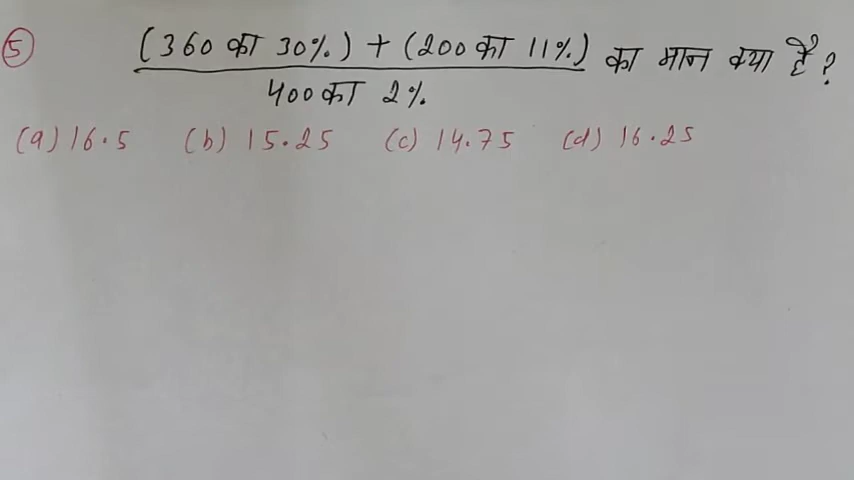 5 (360 का 30%) + (200 का 11%) का मान क्या है?
400 का 2%
(a) 16.5 (b) 15.25 (c) 14.75 (d) 16.25